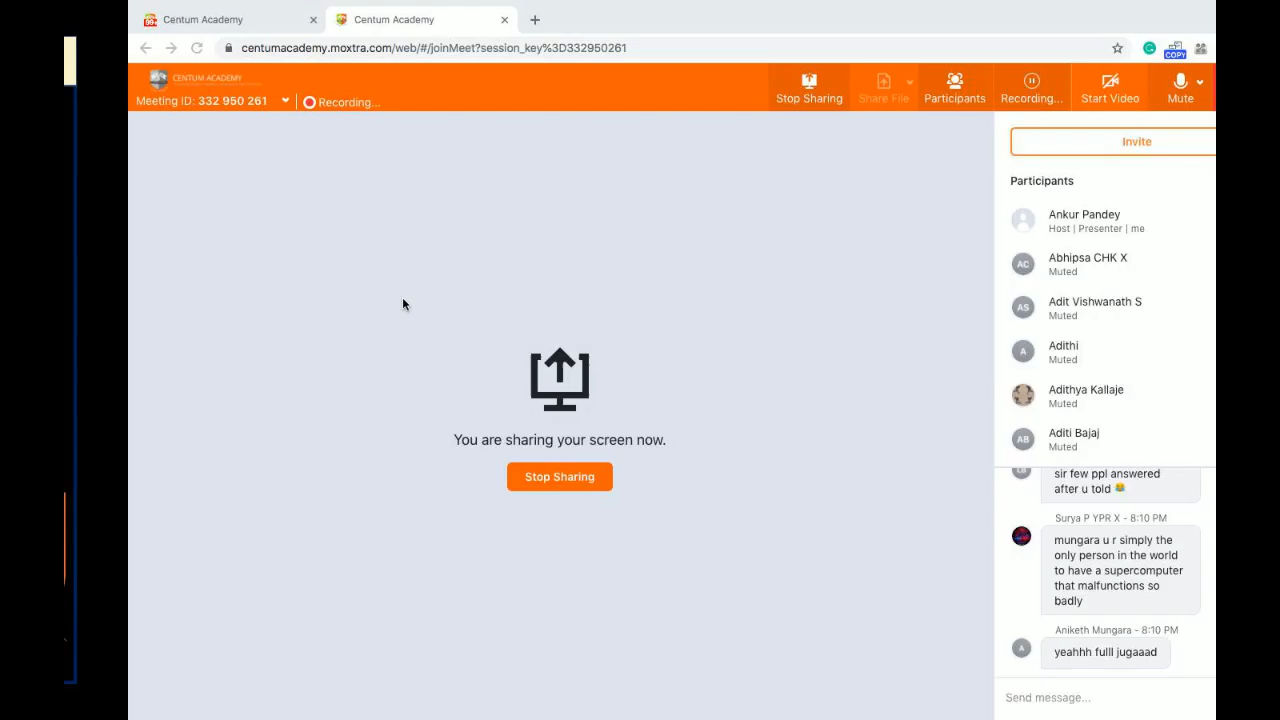 Centum Academy
Centum Academy
centumacademy.moxtra.com/web/#/joinMeet?session_key%3D332950261
COPY
CENTUM ACADEMY
Meeting ID: 332 950 261
Recording...
Stop Sharing
Share File
Participants
Recording...
Start Video
Mute
Invite
Participants
Ankur Pandey
Host | Presenter | me
AC
Abhipsa CHK X
Muted
AS
Adit Vishwanath S
Muted
A
Adithi
Muted
Adithya Kallaje
Muted
AB
Aditi Bajaj
Muted
You are sharing your screen now.
Stop Sharing
sir few ppl answered
after u told 😂
Surya P YPR X - 8:10 PM
mungara u r simply the
only person in the world
to have a supercomputer
that malfunctions so
badly
Aniketh Mungara - 8:10 PM
A
yeahhh fulll jugaaad
Send message...